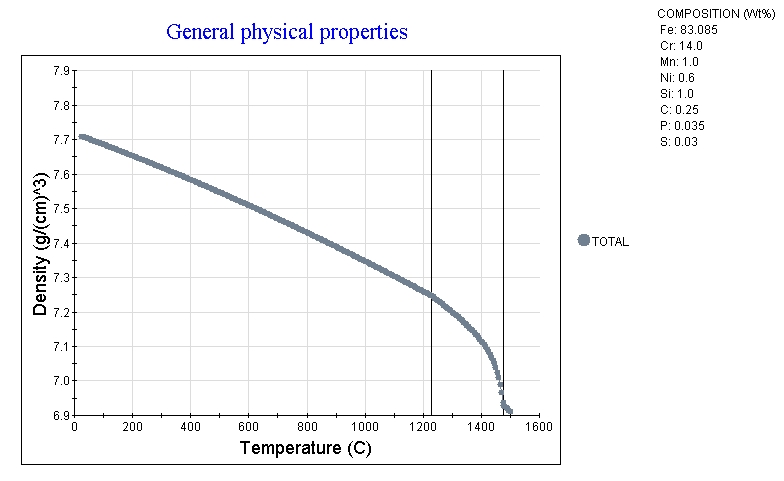 General physical properties
COMPOSITION (Wt%)
Fe: 83.085
Cr: 14.0
Mn: 1.0
Ni: 0.6
Si: 1.0
C: 0.25
P: 0.035
S: 0.03
7.9
7.8
7.7
7.6
7.5
7.4
7.3
7.2
7.1
7.0
6.9
Density (g/(cm)^3)
0 200 400 600 800 1000 1200 1400 1600
Temperature (C)
TOTAL